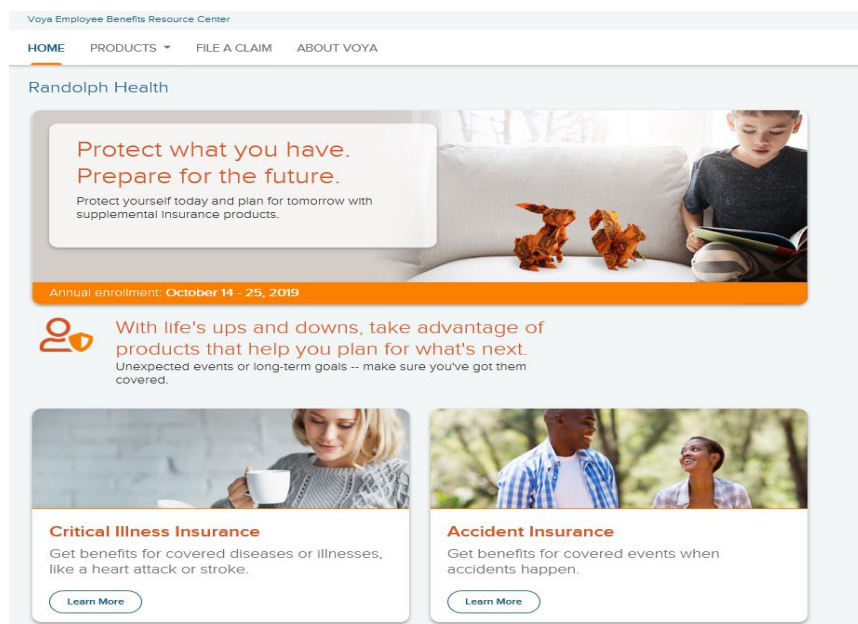 Voya Employee Benefits Resource Center
HOME PRODUCTS FILE A CLAIM ABOUT VOYA
Randolph Health
Protect what you have.
Prepare for the future.
Protect yourself today and plan for tomorrow with
supplemental insurance products.
Annual enrollment: October 14 - 25, 2019
With life's ups and downs, take advantage of
products that help you plan for what's next.
Unexpected events or long-term goals -- make sure you've got them
covered.
Critical Illness Insurance
Get benefits for covered diseases or illnesses,
like a heart attack or stroke.
Learn More
Accident Insurance
Get benefits for covered events when
accidents happen.
Learn More